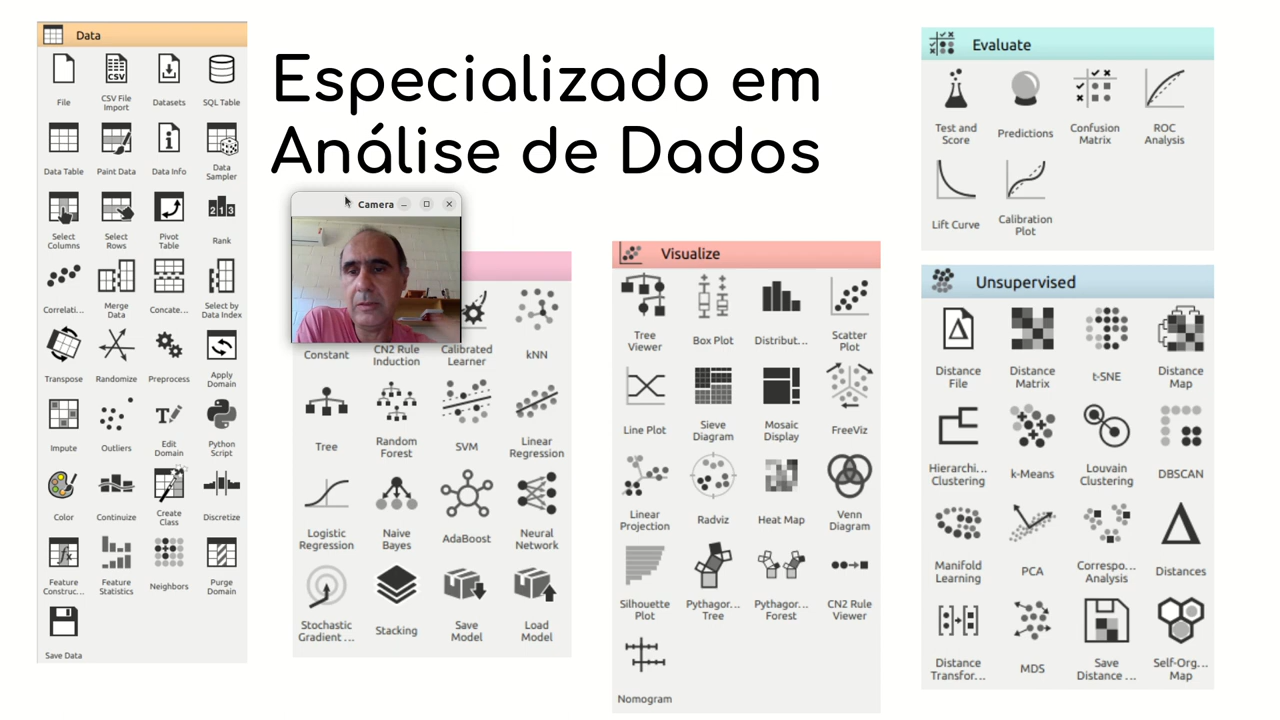 Especializado em
Análise de Dados
Data
File
CSV File
Import
Datasets
SQL Table
Data Table
Paint Data
Data Info
Data
Sampler
Select
Columns
Select
Rows
Pivot
Table
Rank
Correlati...
Merge
Data
Concate...
Select by
Data Index
Transpose
Randomize
Preprocess
Apply
Domain
Impute
Outliers
Edit
Domain
Python
Script
Color
Continuize
Create
Class
Discretize
Feature
Construc...
Feature
Statistics
Neighbors
Purge
Domain
Save Data
Camera
Constant
CN2 Rule
Induction
Calibrated
Learner
kNN
Tree
Random
Forest
SVM
Linear
Regression
Logistic
Regression
Naive
Bayes
AdaBoost
Neural
Network
Stochastic
Gradient ...
Stacking
Save
Model
Load
Model
Visualize
Tree
Viewer
Box Plot
Distribut...
Scatter
Plot
Line Plot
Sieve
Diagram
Mosaic
Display
FreeViz
Linear
Projection
Radviz
Heat Map
Venn
Diagram
Silhouette
Plot
Pythagor...
Tree
Pythagor...
Forest
CN2 Rule
Viewer
Nomogram
Evaluate
Test and
Score
Predictions
Confusion
Matrix
ROC
Analysis
Lift Curve
Calibration
Plot
Unsupervised
Distance
File
Distance
Matrix
t-SNE
Distance
Map
Hierarchi...
Clustering
k-Means
Louvain
Clustering
DBSCAN
Manifold
Learning
PCA
Correspo...
Analysis
Distances
Distance
Transfor...
MDS
Save
Distance ...
Self-Org...
Map